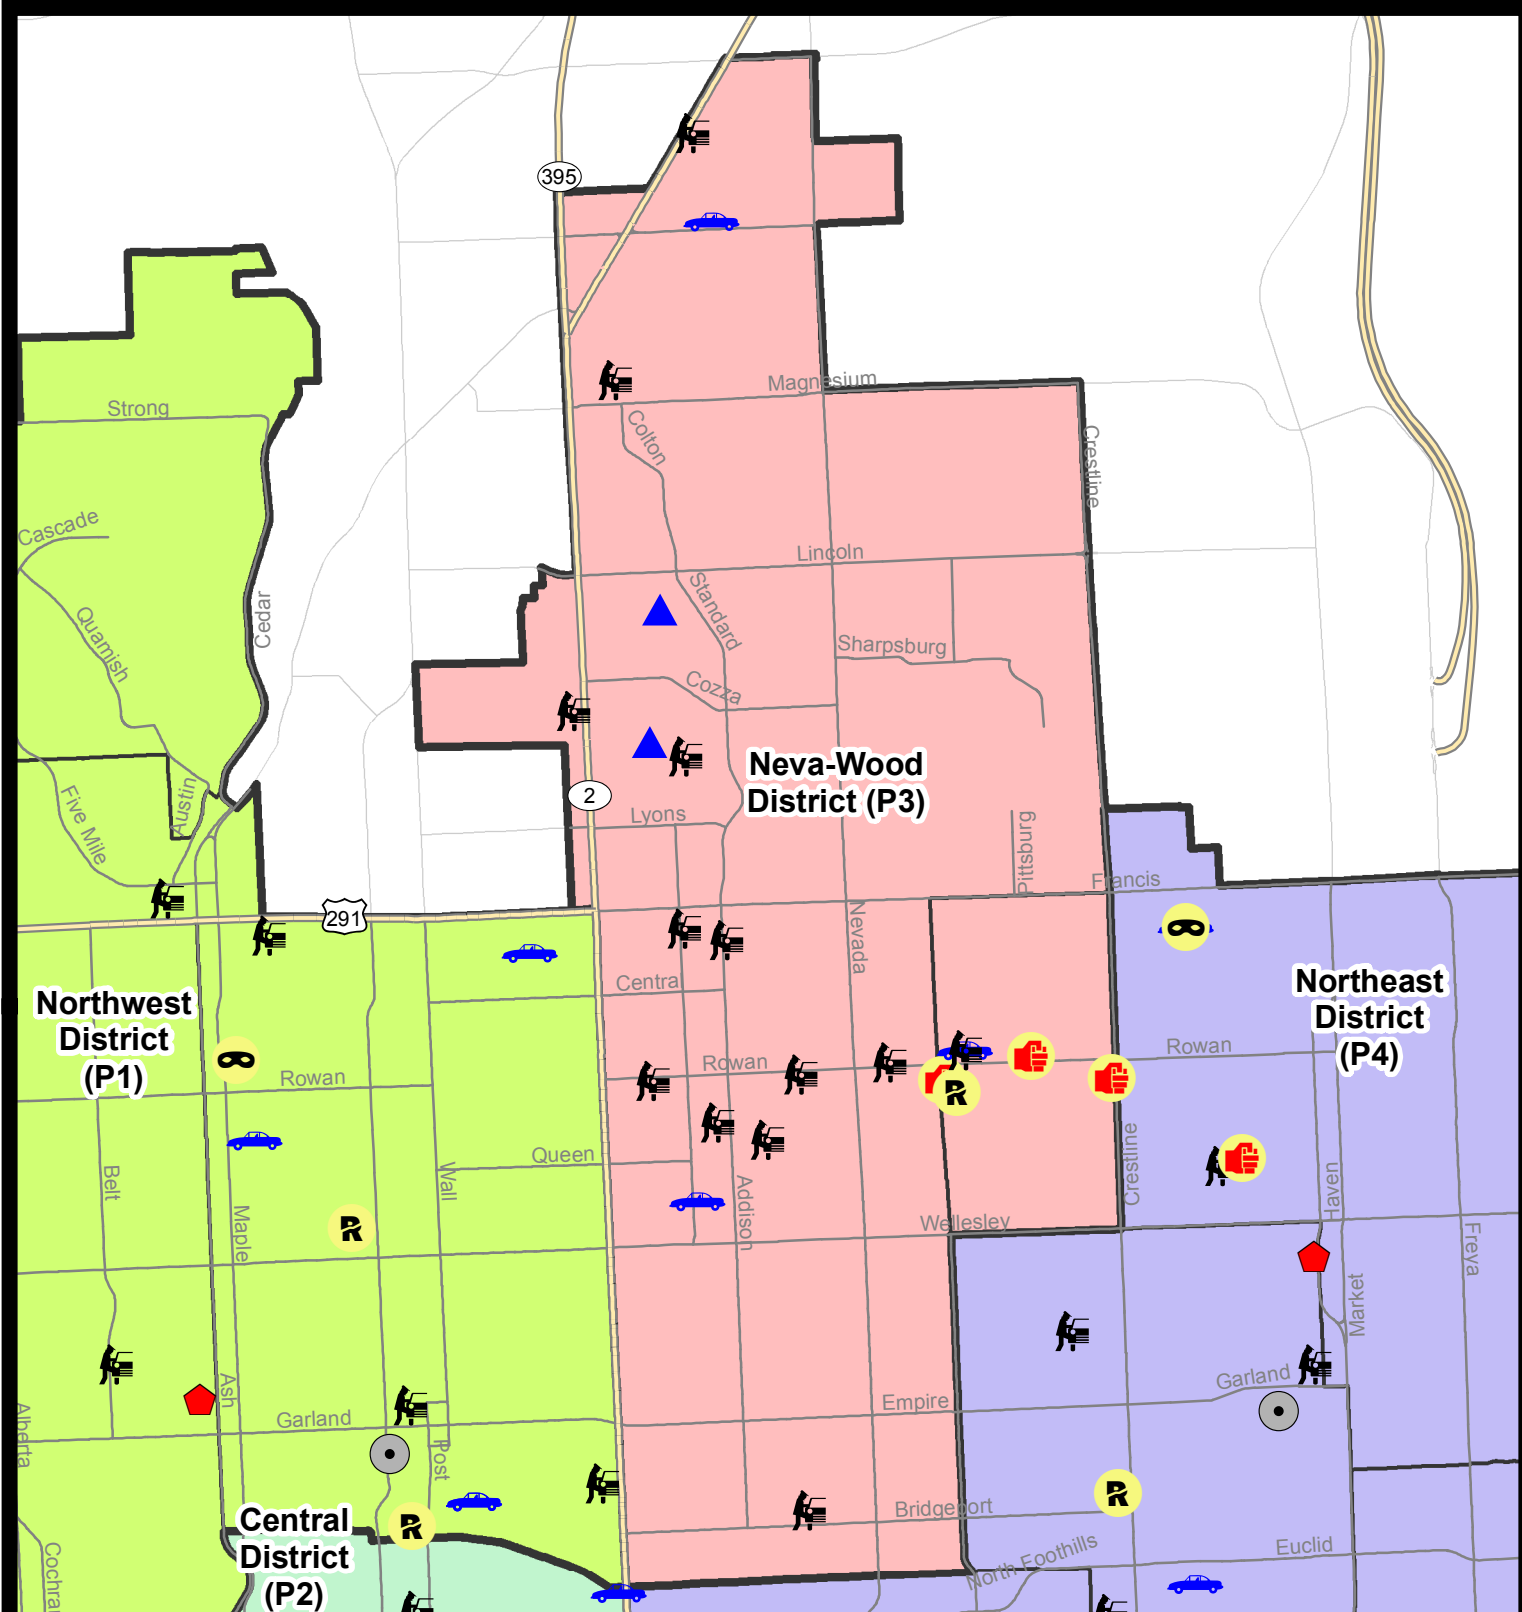 395
Magnesium
Strong
Colton
Crestline
Cascade
Lincoln
Quamish
Cedar
Standard
Sharpsburg
Cozza
Neva-Wood
District (P3)
Five Mile
Austin
2
Lyons
Pittsburg
Francis
291
Nevada
Northwest
District
(P1)
Central
Northeast
District
(P4)
Rowan
Rowan
Rowan
Belt
Wall
Queen
Addison
Crestline
Haven
Maple
Wellesley
Freya
Market
Ash
Garland
Empire
Garland
Alberta
Post
R
R
R
R
Bridgeport
Central
District
(P2)
North Foothills
Euclid